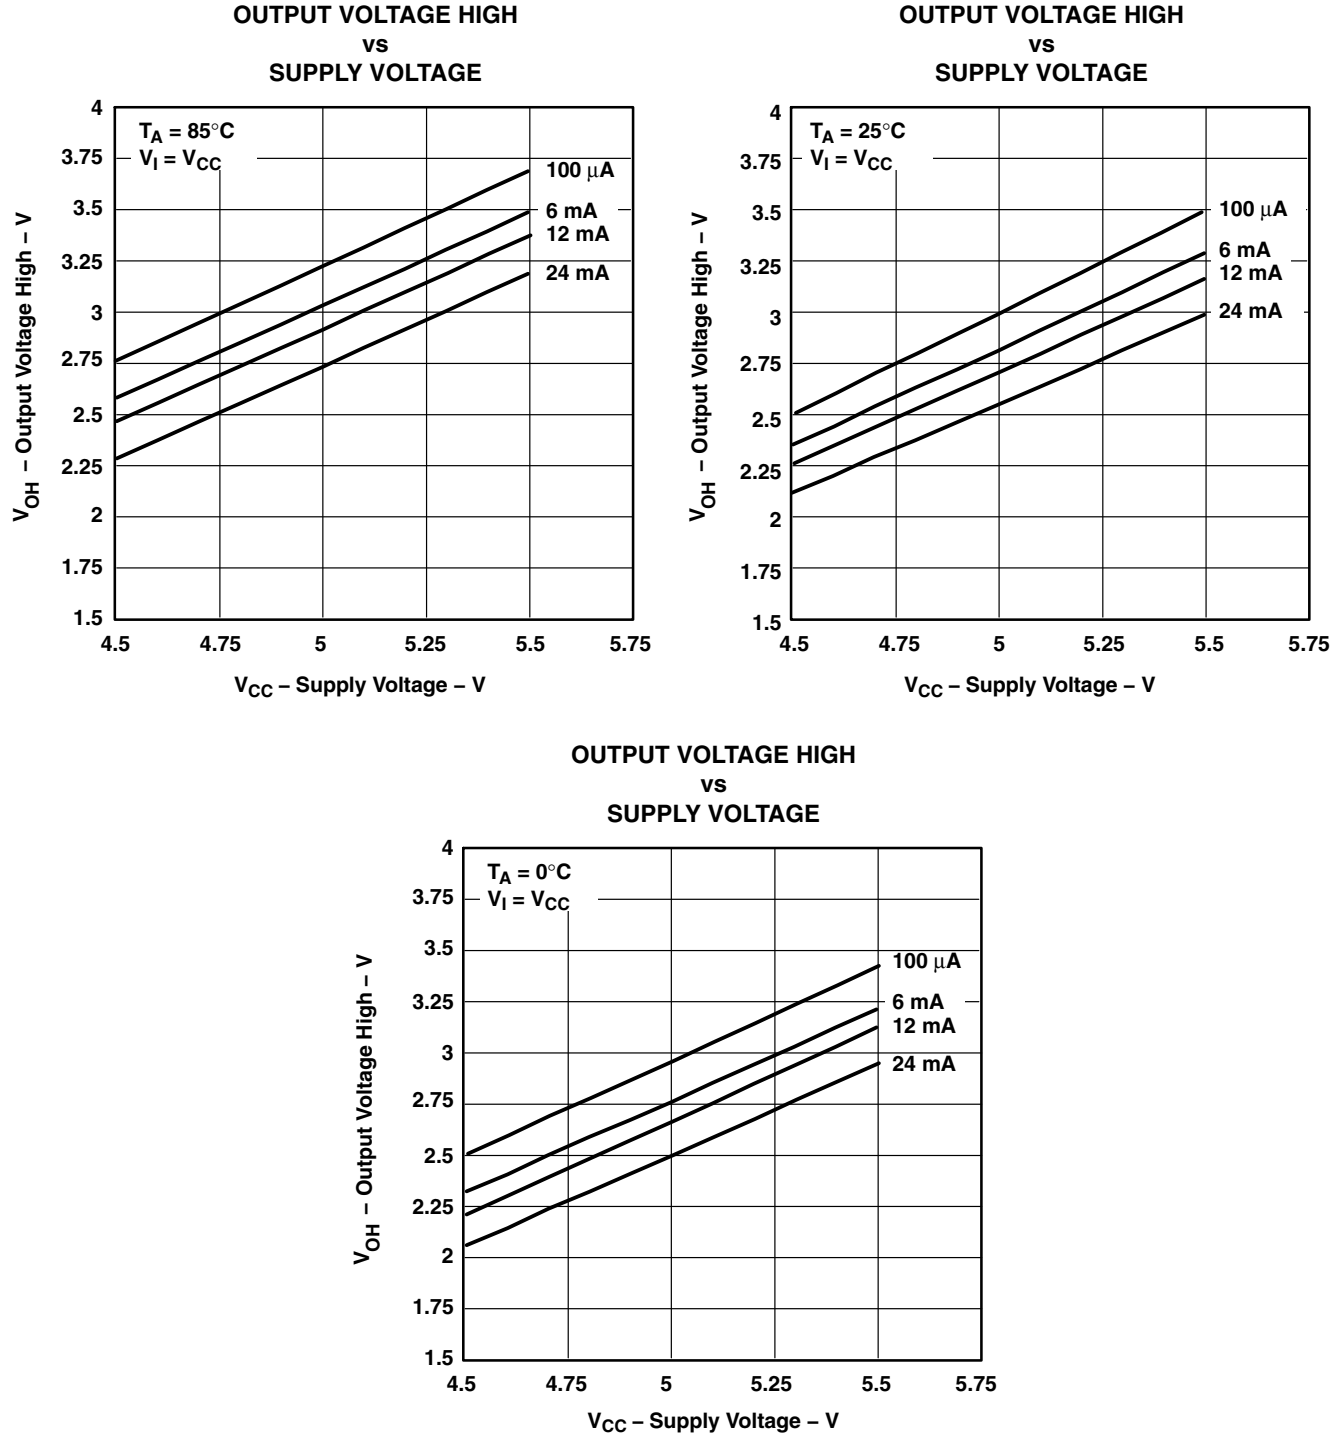 OUTPUT VOLTAGE HIGH
vs
SUPPLY VOLTAGE
V_OH – Output Voltage High – V
4
3.75
3.5
3.25
3
2.75
2.5
2.25
2
1.75
1.5
T_A = 85°C
V_I = V_CC
100 µA
6 mA
12 mA
24 mA
4.5 4.75 5 5.25 5.5 5.75
V_CC – Supply Voltage – V
OUTPUT VOLTAGE HIGH
vs
SUPPLY VOLTAGE
V_OH – Output Voltage High – V
4
3.75
3.5
3.25
3
2.75
2.5
2.25
2
1.75
1.5
T_A = 25°C
V_I = V_CC
100 µA
6 mA
12 mA
24 mA
4.5 4.75 5 5.25 5.5 5.75
V_CC – Supply Voltage – V
OUTPUT VOLTAGE HIGH
vs
SUPPLY VOLTAGE
V_OH – Output Voltage High – V
4
3.75
3.5
3.25
3
2.75
2.5
2.25
2
1.75
1.5
T_A = 0°C
V_I = V_CC
100 µA
6 mA
12 mA
24 mA
4.5 4.75 5 5.25 5.5 5.75
V_CC – Supply Voltage – V